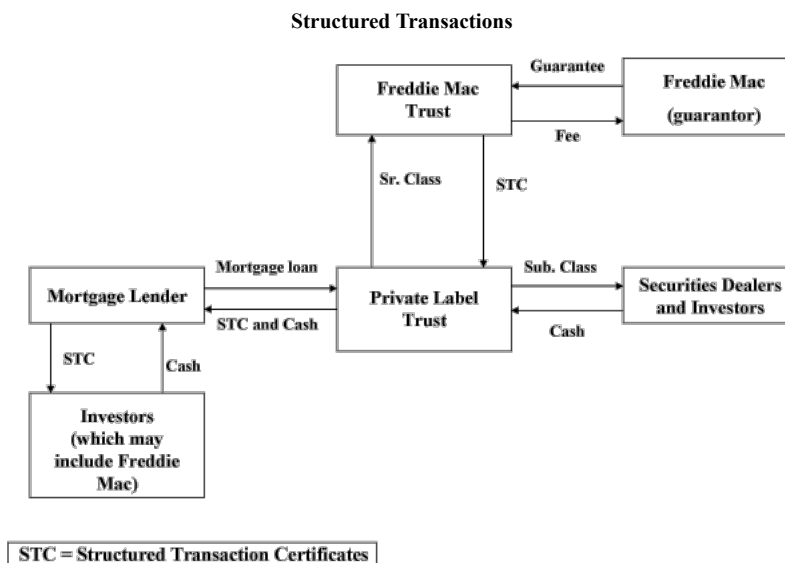 Structured Transactions
Guarantee
Freddie Mac
Trust
Freddie Mac
(guarantor)
Fee
Sr. Class
STC
Mortgage loan
Sub. Class
Mortgage Lender
Private Label
Trust
Securities Dealers
and Investors
STC and Cash
Cash
STC
Cash
Investors
(which may
include Freddie
Mac)
STC = Structured Transaction Certificates